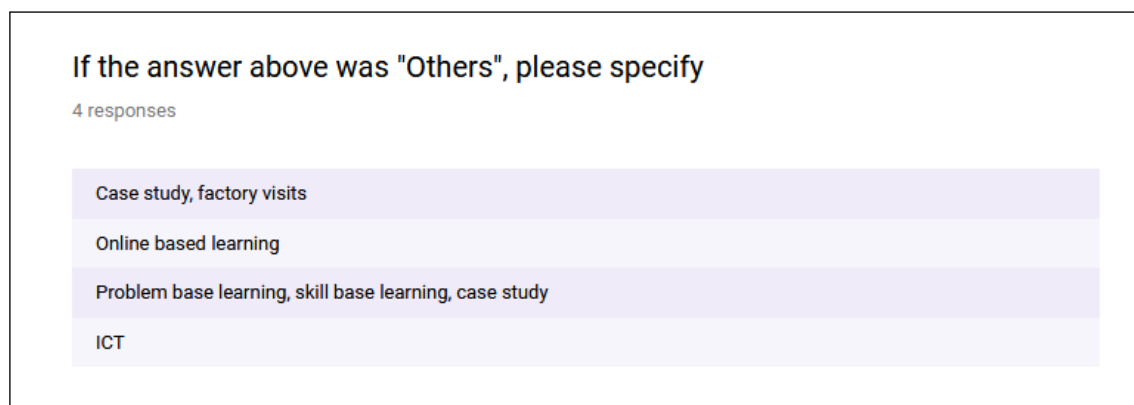 If the answer above was "Others", please specify
4 responses
Case study, factory visits
Online based learning
Problem base learning, skill base learning, case study
ICT